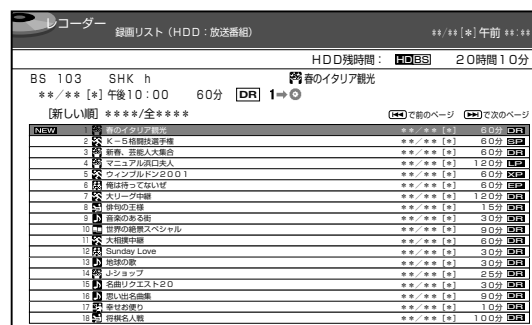 レコーダー 録画リスト（HDD：放送番組） **/**[*]午前 **:**
HDD残時間： HD BS 20時間10分
BS 103 SHK h 春のイタリア観光
**／** [*] 午後10：00 60分 DR 1⇒
[新しい順] ****/全**** で前のページ で次のページ
NEW 1 春のイタリア観光 **／** [*] 60分 DR
2 K－5格闘技選手権 **／** [*] 60分 SP
3 新春、芸能人大集合 **／** [*] 60分 DR
4 マニュアル浜口夫人 **／** [*] 120分 LP
5 ウィンブルドン2001 **／** [*] 60分 XP
6 俺は待ってないぜ **／** [*] 60分 EP
7 大リーグ中継 **／** [*] 120分 DR
8 俳句の王様 **／** [*] 15分 DR
9 音楽のある街 **／** [*] 30分 DR
10 世界の絶景スペシャル **／** [*] 90分 DR
11 大相撲中継 **／** [*] 60分 DR
12 Sunday Love **／** [*] 30分 DR
13 地球の歌 **／** [*] 30分 DR
14 J-ショップ **／** [*] 25分 DR
15 名曲リクエスト20 **／** [*] 30分 DR
16 思い出名曲集 **／** [*] 90分 DR
17 幸せお便り **／** [*] 10分 DR
18 将棋名人戦 **／** [*] 100分 DR